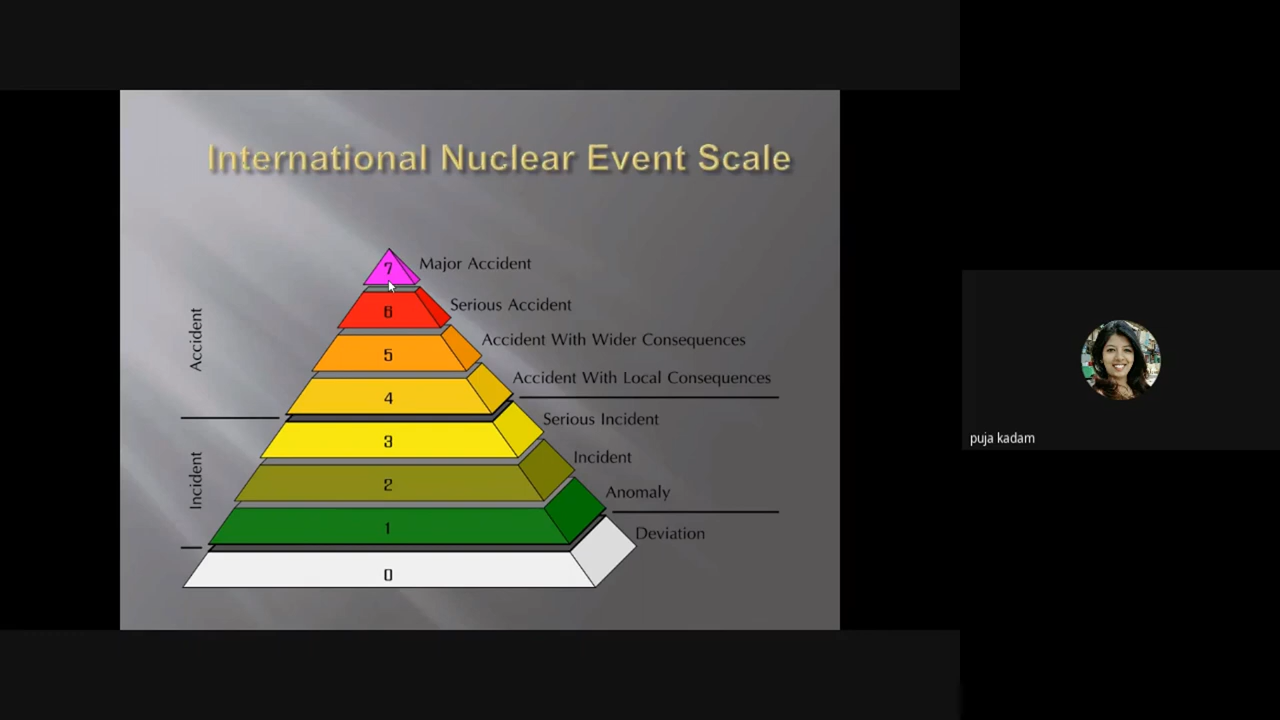 International Nuclear Event Scale
7 Major Accident
6 Serious Accident
5 Accident With Wider Consequences
4 Accident With Local Consequences
3 Serious Incident
2 Incident
1 Anomaly
0 Deviation
Accident
Incident
puja kadam